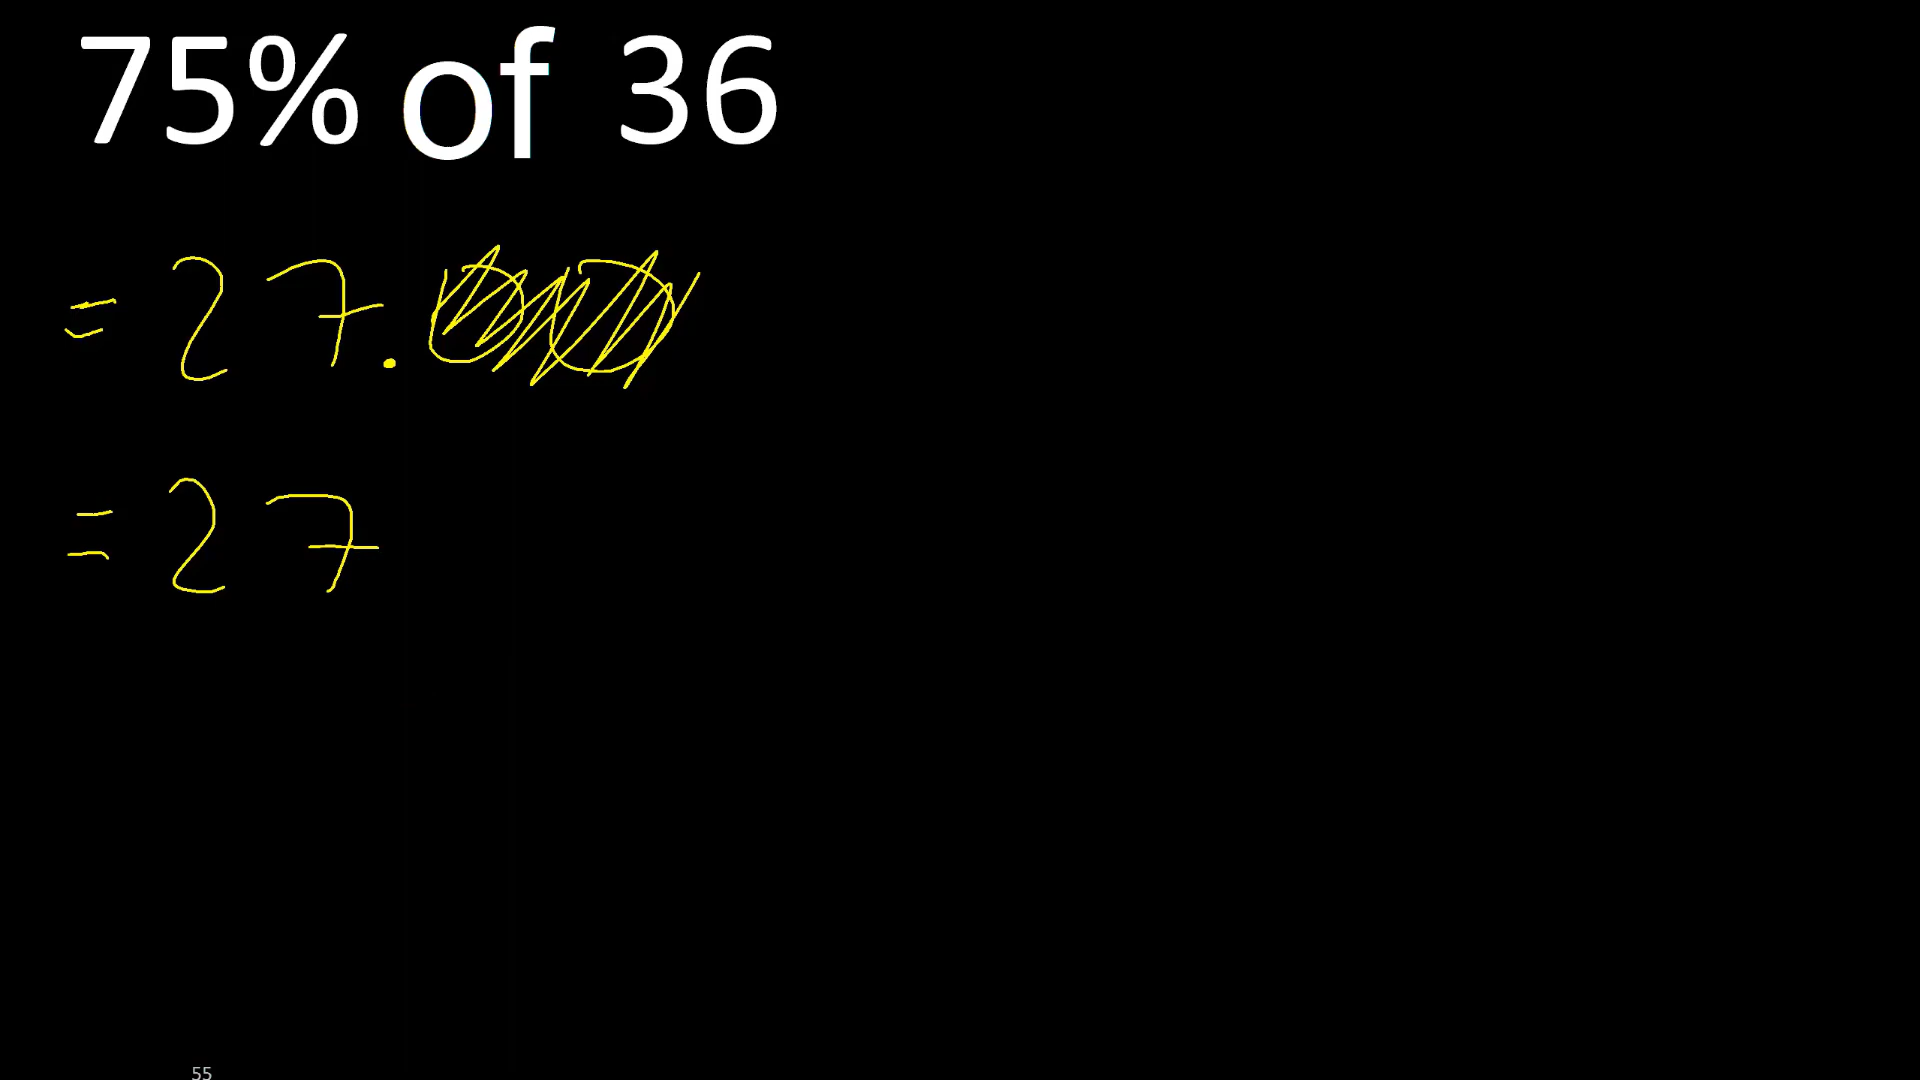 75% of 36
= 27.
= 27
55